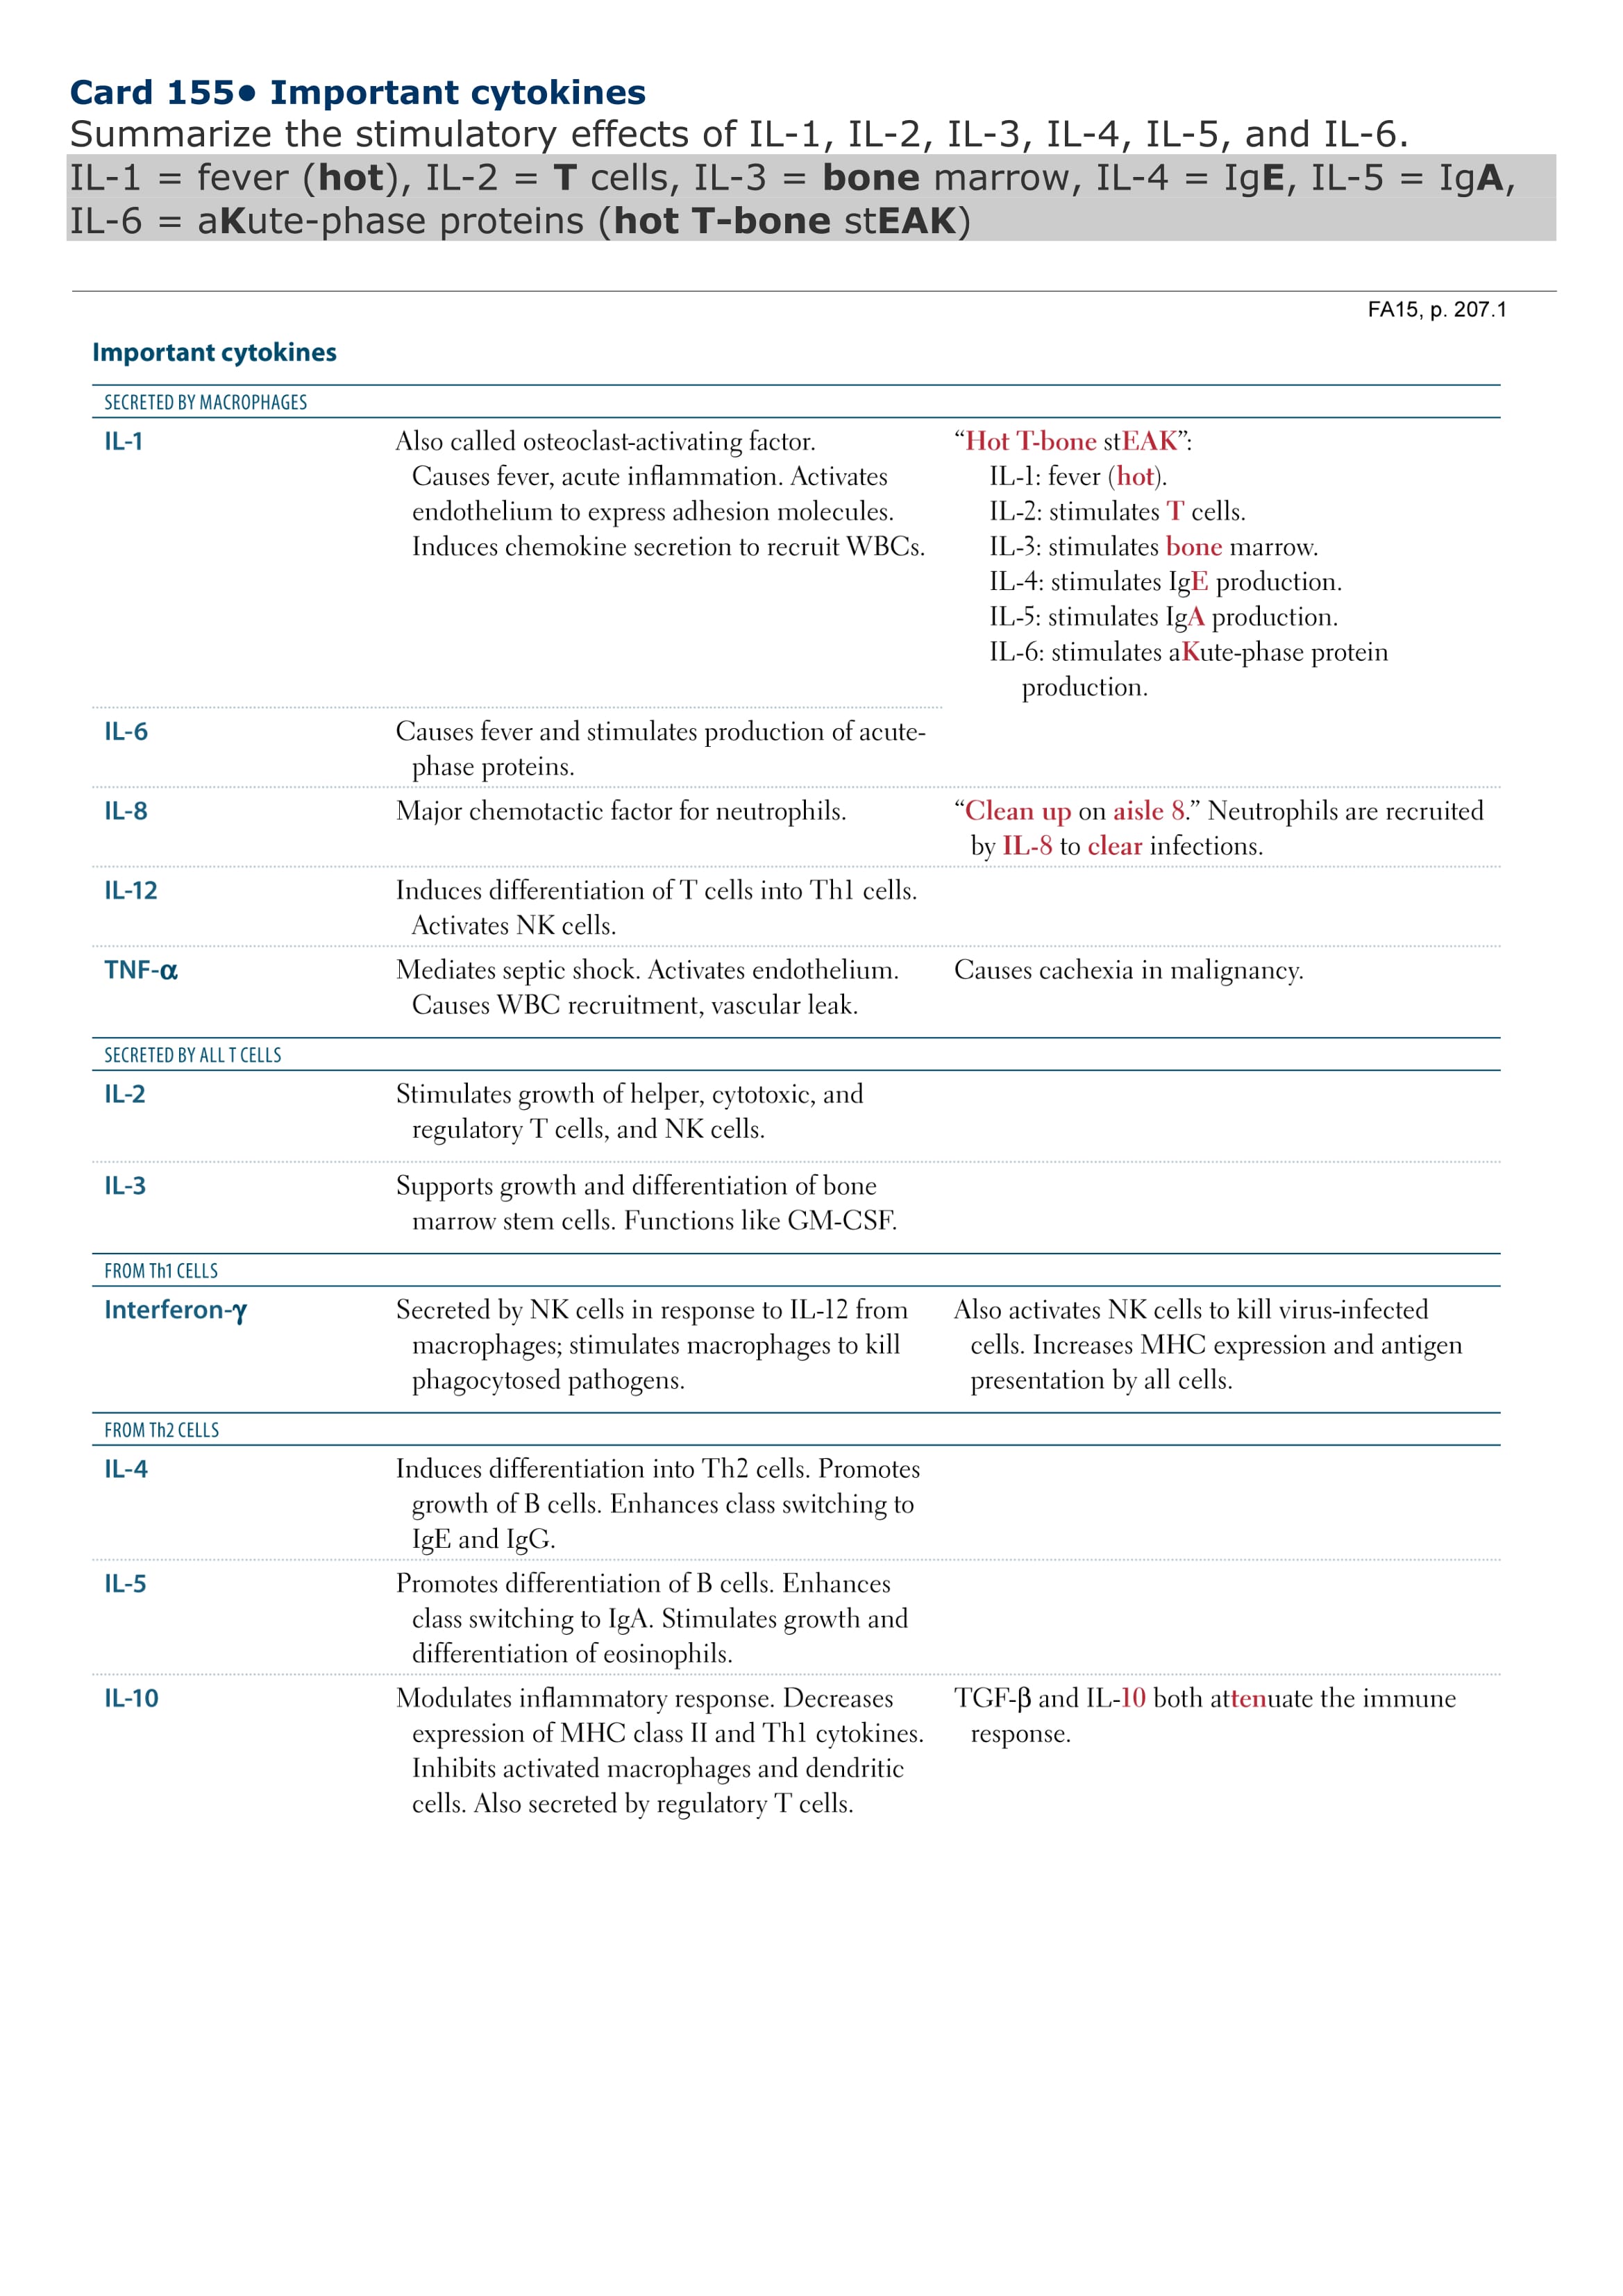 Card 155• Important cytokines
Summarize the stimulatory effects of IL-1, IL-2, IL-3, IL-4, IL-5, and IL-6.
IL-1 = fever (hot), IL-2 = T cells, IL-3 = bone marrow, IL-4 = IgE, IL-5 = IgA,
IL-6 = aKute-phase proteins (hot T-bone stEAK)
FA15, p. 207.1
Important cytokines
SECRETED BY MACROPHAGES
IL-1
Also called osteoclast-activating factor.
Causes fever, acute inflammation. Activates
endothelium to express adhesion molecules.
Induces chemokine secretion to recruit WBCs.
“Hot T-bone stEAK”:
IL-1: fever (hot).
IL-2: stimulates T cells.
IL-3: stimulates bone marrow.
IL-4: stimulates IgE production.
IL-5: stimulates IgA production.
IL-6: stimulates aKute-phase protein
production.
IL-6
Causes fever and stimulates production of acute-
phase proteins.
IL-8
Major chemotactic factor for neutrophils.
“Clean up on aisle 8.” Neutrophils are recruited
by IL-8 to clear infections.
IL-12
Induces differentiation of T cells into Th1 cells.
Activates NK cells.
TNF-α
Mediates septic shock. Activates endothelium.
Causes WBC recruitment, vascular leak.
Causes cachexia in malignancy.
SECRETED BY ALL T CELLS
IL-2
Stimulates growth of helper, cytotoxic, and
regulatory T cells, and NK cells.
IL-3
Supports growth and differentiation of bone
marrow stem cells. Functions like GM-CSF.
FROM Th1 CELLS
Interferon-γ
Secreted by NK cells in response to IL-12 from
macrophages; stimulates macrophages to kill
phagocytosed pathogens.
Also activates NK cells to kill virus-infected
cells. Increases MHC expression and antigen
presentation by all cells.
FROM Th2 CELLS
IL-4
Induces differentiation into Th2 cells. Promotes
growth of B cells. Enhances class switching to
IgE and IgG.
IL-5
Promotes differentiation of B cells. Enhances
class switching to IgA. Stimulates growth and
differentiation of eosinophils.
IL-10
Modulates inflammatory response. Decreases
expression of MHC class II and Th1 cytokines.
Inhibits activated macrophages and dendritic
cells. Also secreted by regulatory T cells.
TGF-β and IL-10 both attenuate the immune
response.